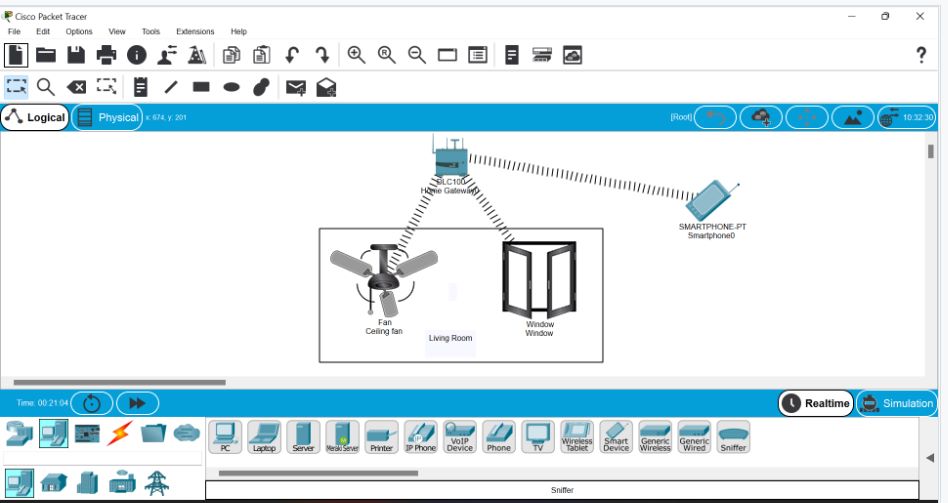 Cisco Packet Tracer
File Edit Options View Tools Extensions Help
Logical Physical x: 674, y: 201 [Root] 10:32:30
DLC100
Home Gateway
SMARTPHONE-PT
Smartphone0
Fan
Ceiling fan
Living Room
Window
Window
Time: 00:21:04 Realtime Simulation
PC Laptop Server Meraki Server Printer IP Phone VoIP Device Phone TV Wireless Tablet Smart Device Generic Wireless Generic Wired Sniffer
Sniffer